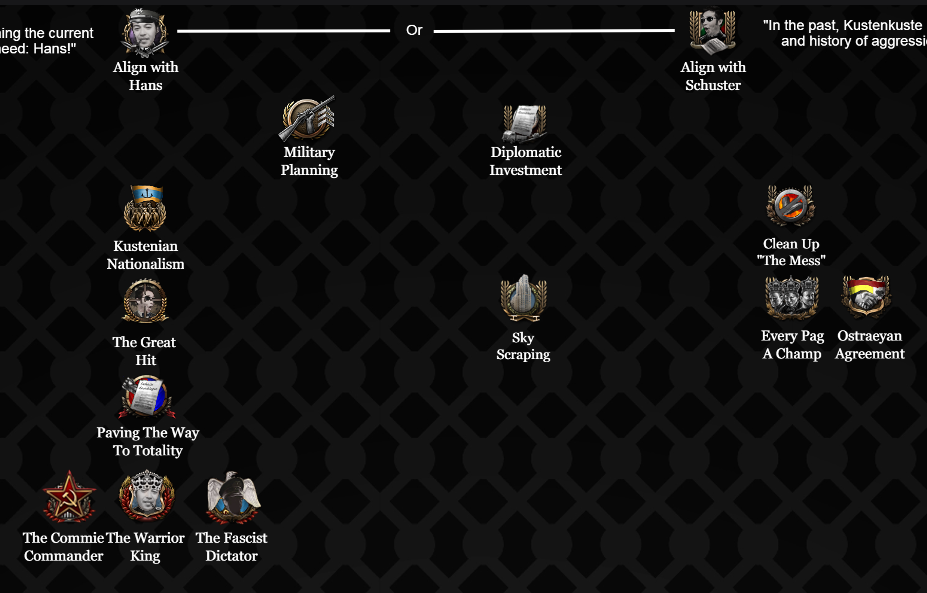 ning the current
need: Hans!"
Or
"In the past, Kustenkuste
and history of aggressi
Align with
Hans
Align with
Schuster
Military
Planning
Diplomatic
Investment
Kustenian
Nationalism
Clean Up
"The Mess"
The Great
Hit
Sky
Scraping
Every Pag
A Champ
Ostraeyan
Agreement
Paving The Way
To Totality
The Commie
Commander
The Warrior
King
The Fascist
Dictator